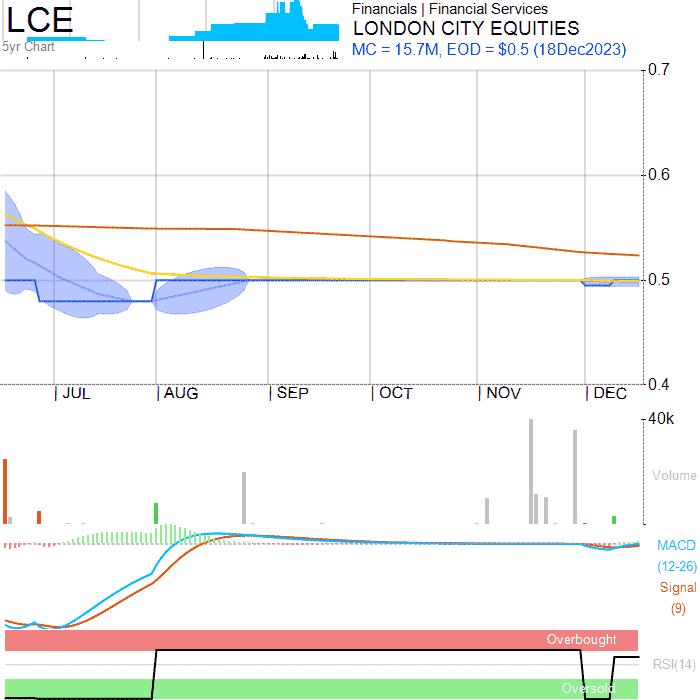 LCE
5yr Chart
Financials | Financial Services
LONDON CITY EQUITIES
MC = 15.7M, EOD = $0.5 (18Dec2023)
0.7
0.6
0.5
0.4
JUL AUG SEP OCT NOV DEC
40k
Volume
MACD
(12-26)
Signal
(9)
Overbought
RSI(14)
Oversold